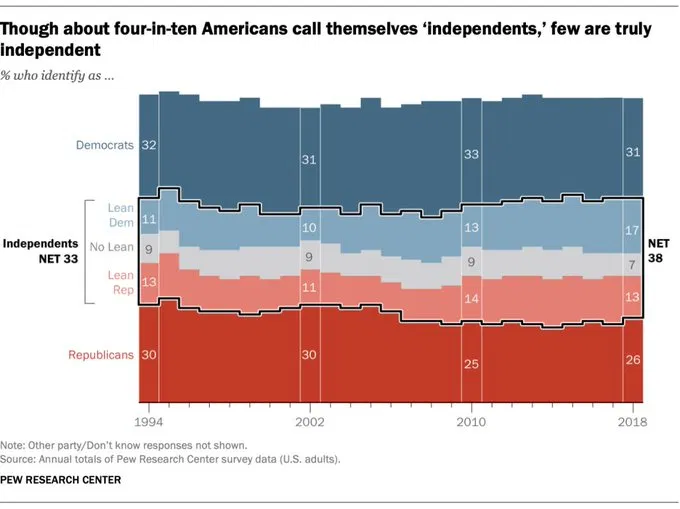 Though about four-in-ten Americans call themselves ‘independents,’ few are truly
independent
% who identify as ...
Democrats
32
31
33
31
Lean
Dem
11
10
13
17
Independents
NET 33
No Lean
9
9
9
7
NET
38
Lean
Rep
13
11
14
13
Republicans
30
30
25
26
1994
2002
2010
2018
Note: Other party/Don’t know responses not shown.
Source: Annual totals of Pew Research Center survey data (U.S. adults).
PEW RESEARCH CENTER